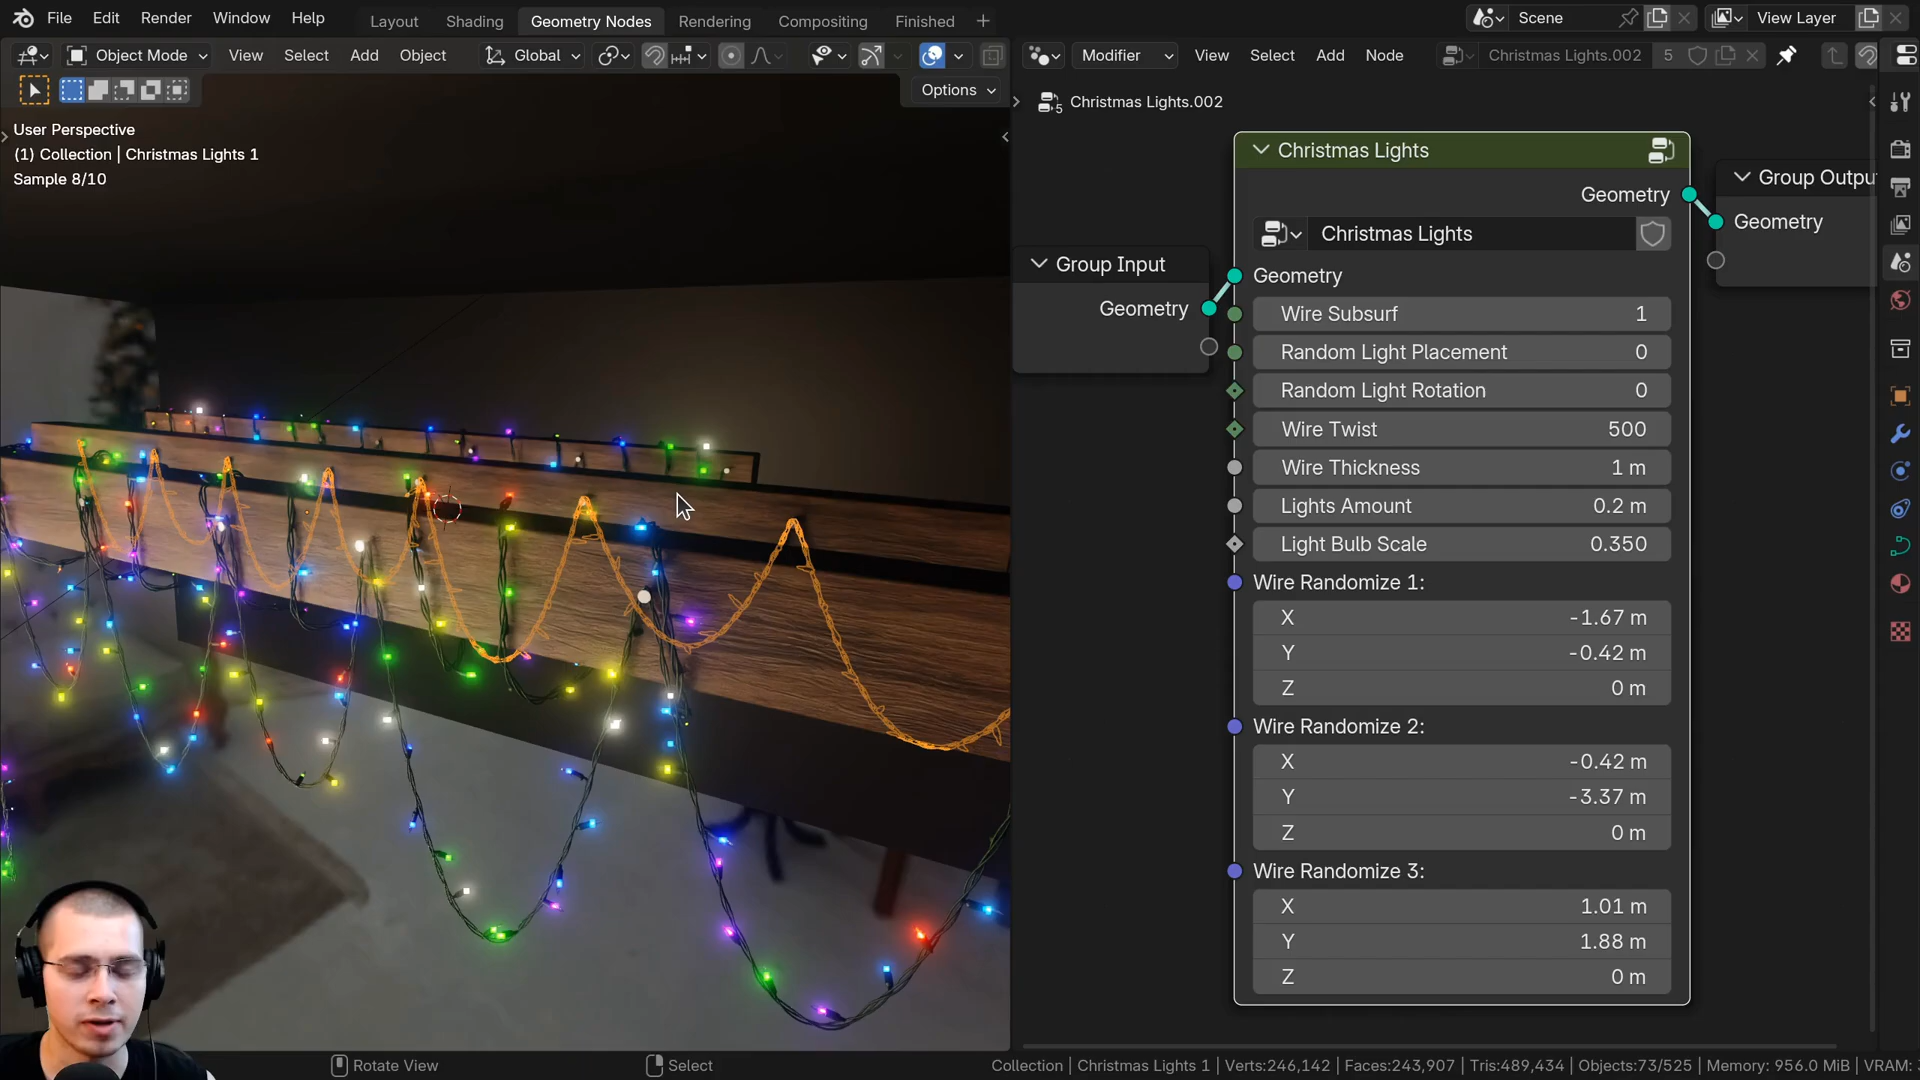 File Edit Render Window Help
Layout Shading Geometry Nodes Rendering Compositing Finished
Scene
View Layer
Object Mode View Select Add Object Global
Modifier View Select Add Node Christmas Lights.002 5
Options
User Perspective
(1) Collection | Christmas Lights 1
Sample 8/10
5 Christmas Lights.002
Group Input
Geometry
Christmas Lights
Geometry
Christmas Lights
Geometry
Wire Subsurf 1
Random Light Placement 0
Random Light Rotation 0
Wire Twist 500
Wire Thickness 1 m
Lights Amount 0.2 m
Light Bulb Scale 0.350
Wire Randomize 1:
X -1.67 m
Y -0.42 m
Z 0 m
Wire Randomize 2:
X -0.42 m
Y -3.37 m
Z 0 m
Wire Randomize 3:
X 1.01 m
Y 1.88 m
Z 0 m
Group Outpu
Geometry
Rotate View Select
Collection | Christmas Lights 1 | Verts:246,142 | Faces:243,907 | Tris:489,434 | Objects:73/525 | Memory: 956.0 MiB | VRAM: